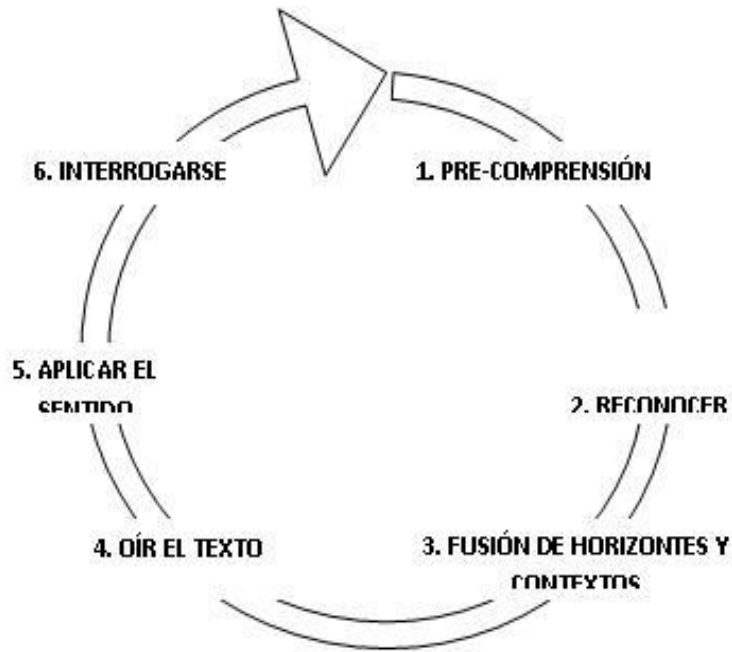 1. PRE-COMPRENSIÓN
2. RECONOCER
3. FUSIÓN DE HORIZONTES Y
CONTEXTOS
4. OÍR EL TEXTO
5. APLICAR EL
SENTIDO
6. INTERROGARSE